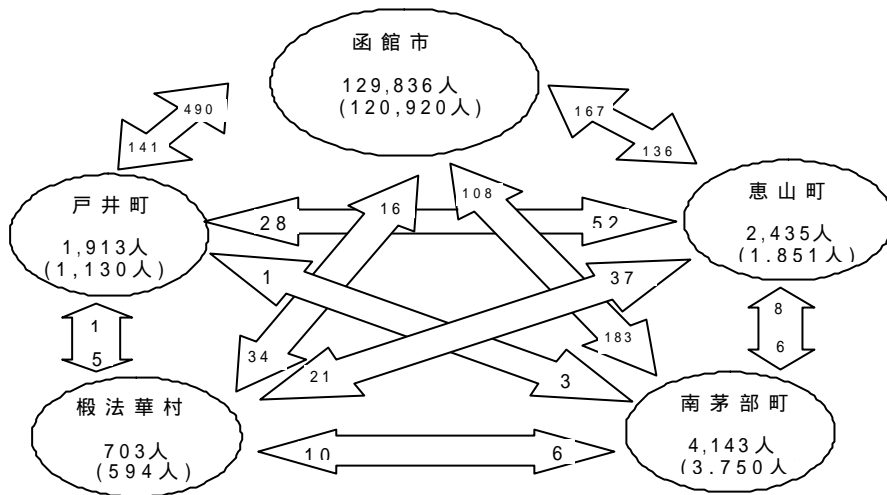 函館市
129,836人
(120,920人)
490
141
167
136
戸井町
1,913人
(1,130人)
恵山町
2,435人
(1.851人)
28
52
16
108
1
37
1
5
8
6
34
21
183
3
椴法華村
703人
(594人)
10
6
南茅部町
4,143人
(3.750人